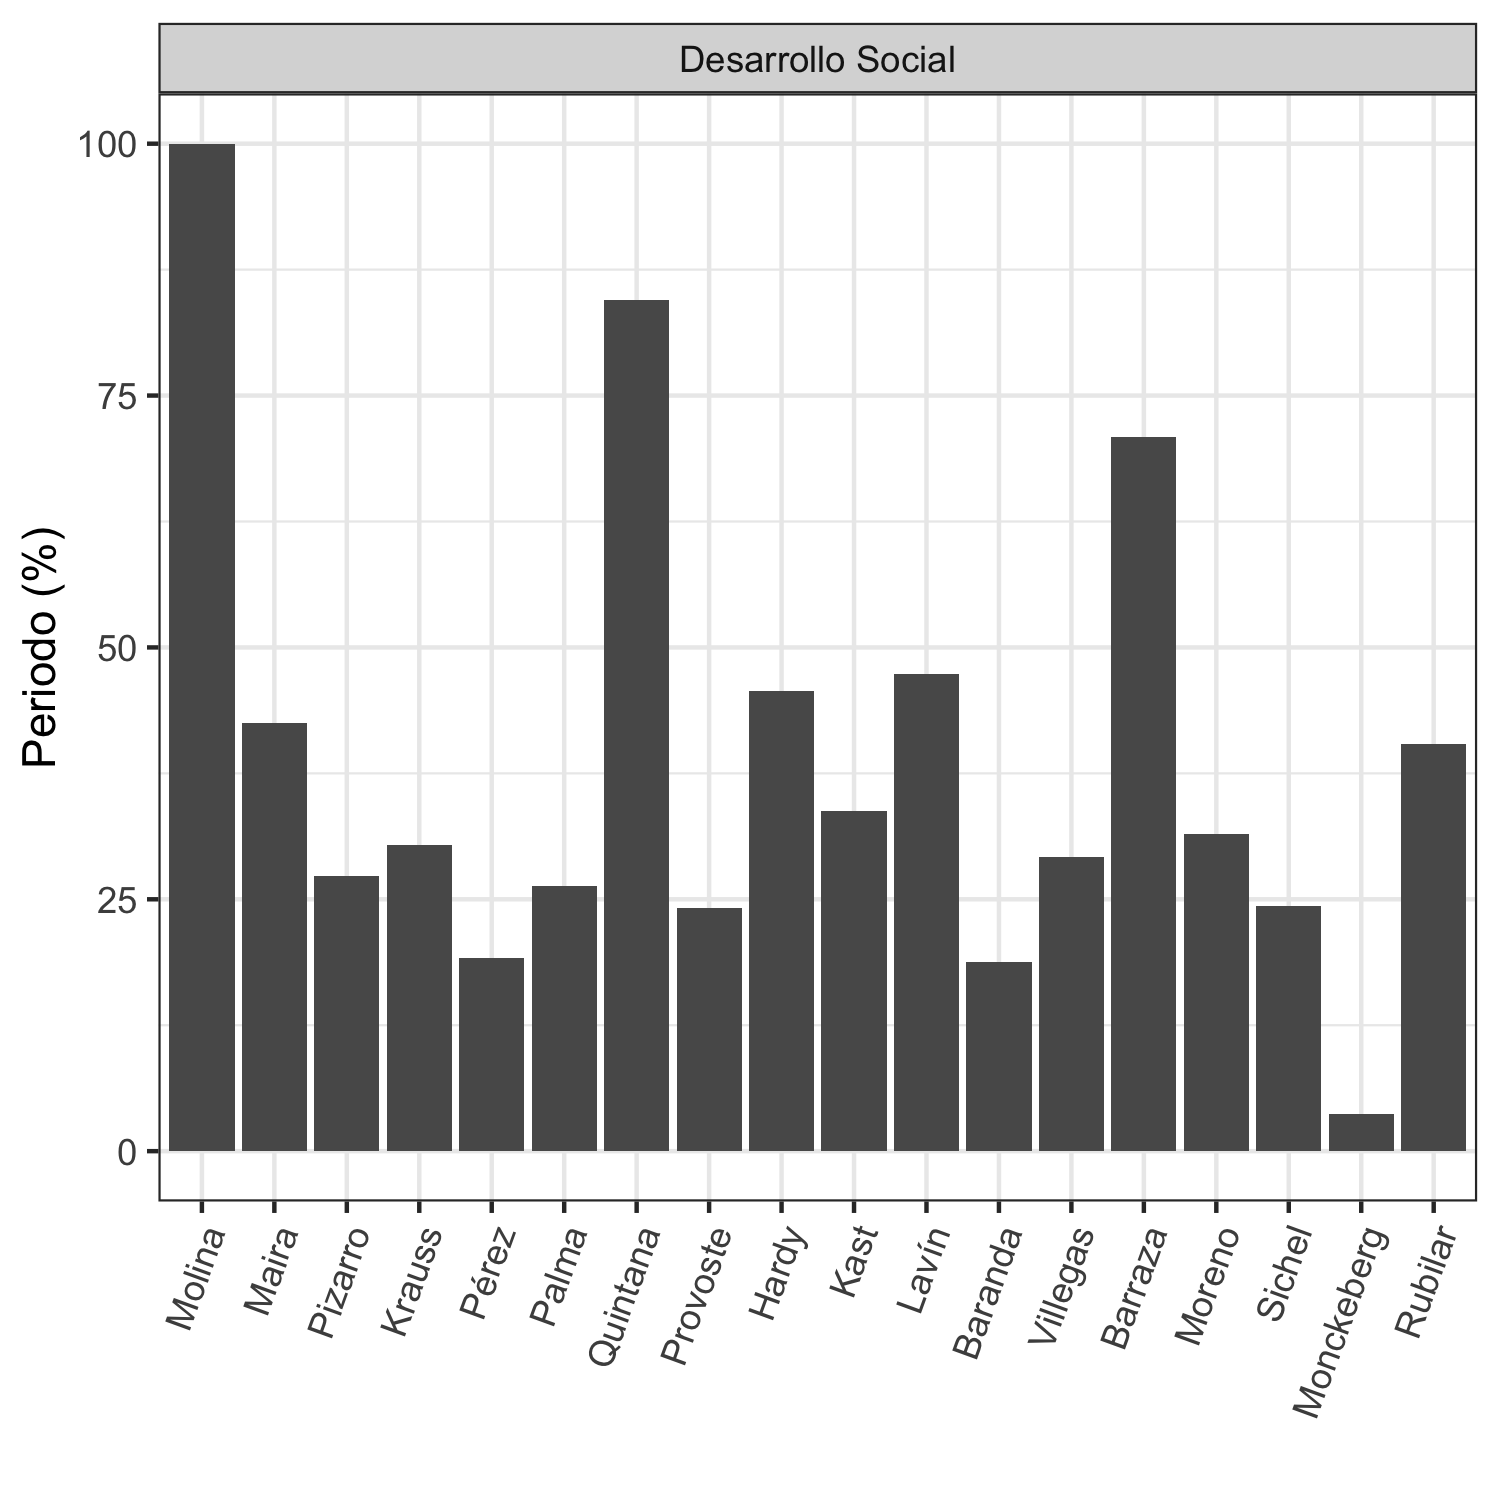 Desarrollo Social
Periodo (%)
100
75
50
25
0
Molina
Maira
Pizarro
Krauss
Pérez
Palma
Quintana
Provoste
Hardy
Kast
Lavín
Baranda
Villegas
Barraza
Moreno
Sichel
Monckeberg
Rubilar